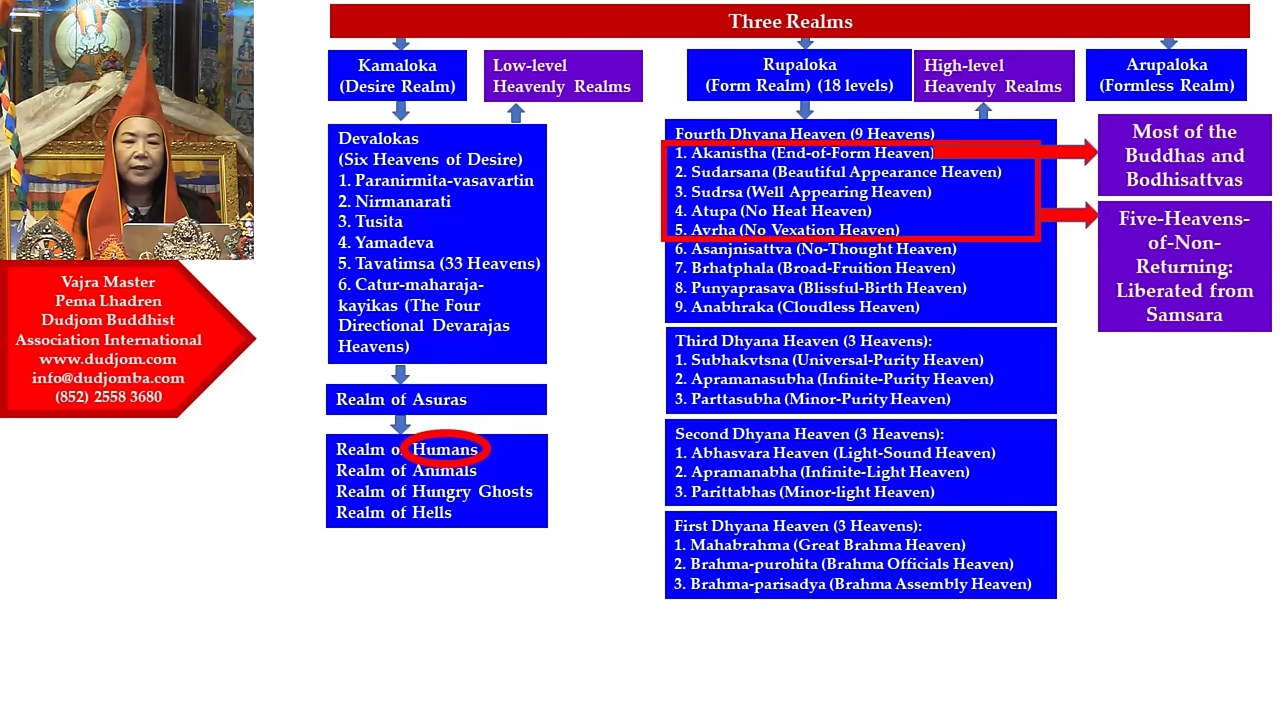 Three Realms
Kamaloka
(Desire Realm)
Low-level
Heavenly Realms
Rupaloka
(Form Realm) (18 levels)
High-level
Heavenly Realms
Arupaloka
(Formless Realm)
Devalokas
(Six Heavens of Desire)
1. Paranirmita-vasavartin
2. Nirmanarati
3. Tusita
4. Yamadeva
5. Tavatimsa (33 Heavens)
6. Catur-maharaja-
kayikas (The Four
Directional Devarajas
Heavens)
Realm of Asuras
Realm of Humans
Realm of Animals
Realm of Hungry Ghosts
Realm of Hells
Fourth Dhyana Heaven (9 Heavens)
1. Akanistha (End-of-Form Heaven)
2. Sudarsana (Beautiful Appearance Heaven)
3. Sudrsa (Well Appearing Heaven)
4. Atupa (No Heat Heaven)
5. Avrha (No Vexation Heaven)
6. Asanjnisattva (No-Thought Heaven)
7. Brhatphala (Broad-Fruition Heaven)
8. Punyaprasava (Blissful-Birth Heaven)
9. Anabhraka (Cloudless Heaven)
Third Dhyana Heaven (3 Heavens):
1. Subhakvtsna (Universal-Purity Heaven)
2. Apramanasubha (Infinite-Purity Heaven)
3. Parttasubha (Minor-Purity Heaven)
Second Dhyana Heaven (3 Heavens):
1. Abhasvara Heaven (Light-Sound Heaven)
2. Apramanabha (Infinite-Light Heaven)
3. Parittabhas (Minor-light Heaven)
First Dhyana Heaven (3 Heavens):
1. Mahabrahma (Great Brahma Heaven)
2. Brahma-purohita (Brahma Officials Heaven)
3. Brahma-parisadya (Brahma Assembly Heaven)
Most of the
Buddhas and
Bodhisattvas
Five-Heavens-
of-Non-
Returning:
Liberated from
Samsara
Vajra Master
Pema Lhadren
Dudjom Buddhist
Association International
www.dudjom.com
info@dudjomba.com
(852) 2558 3680